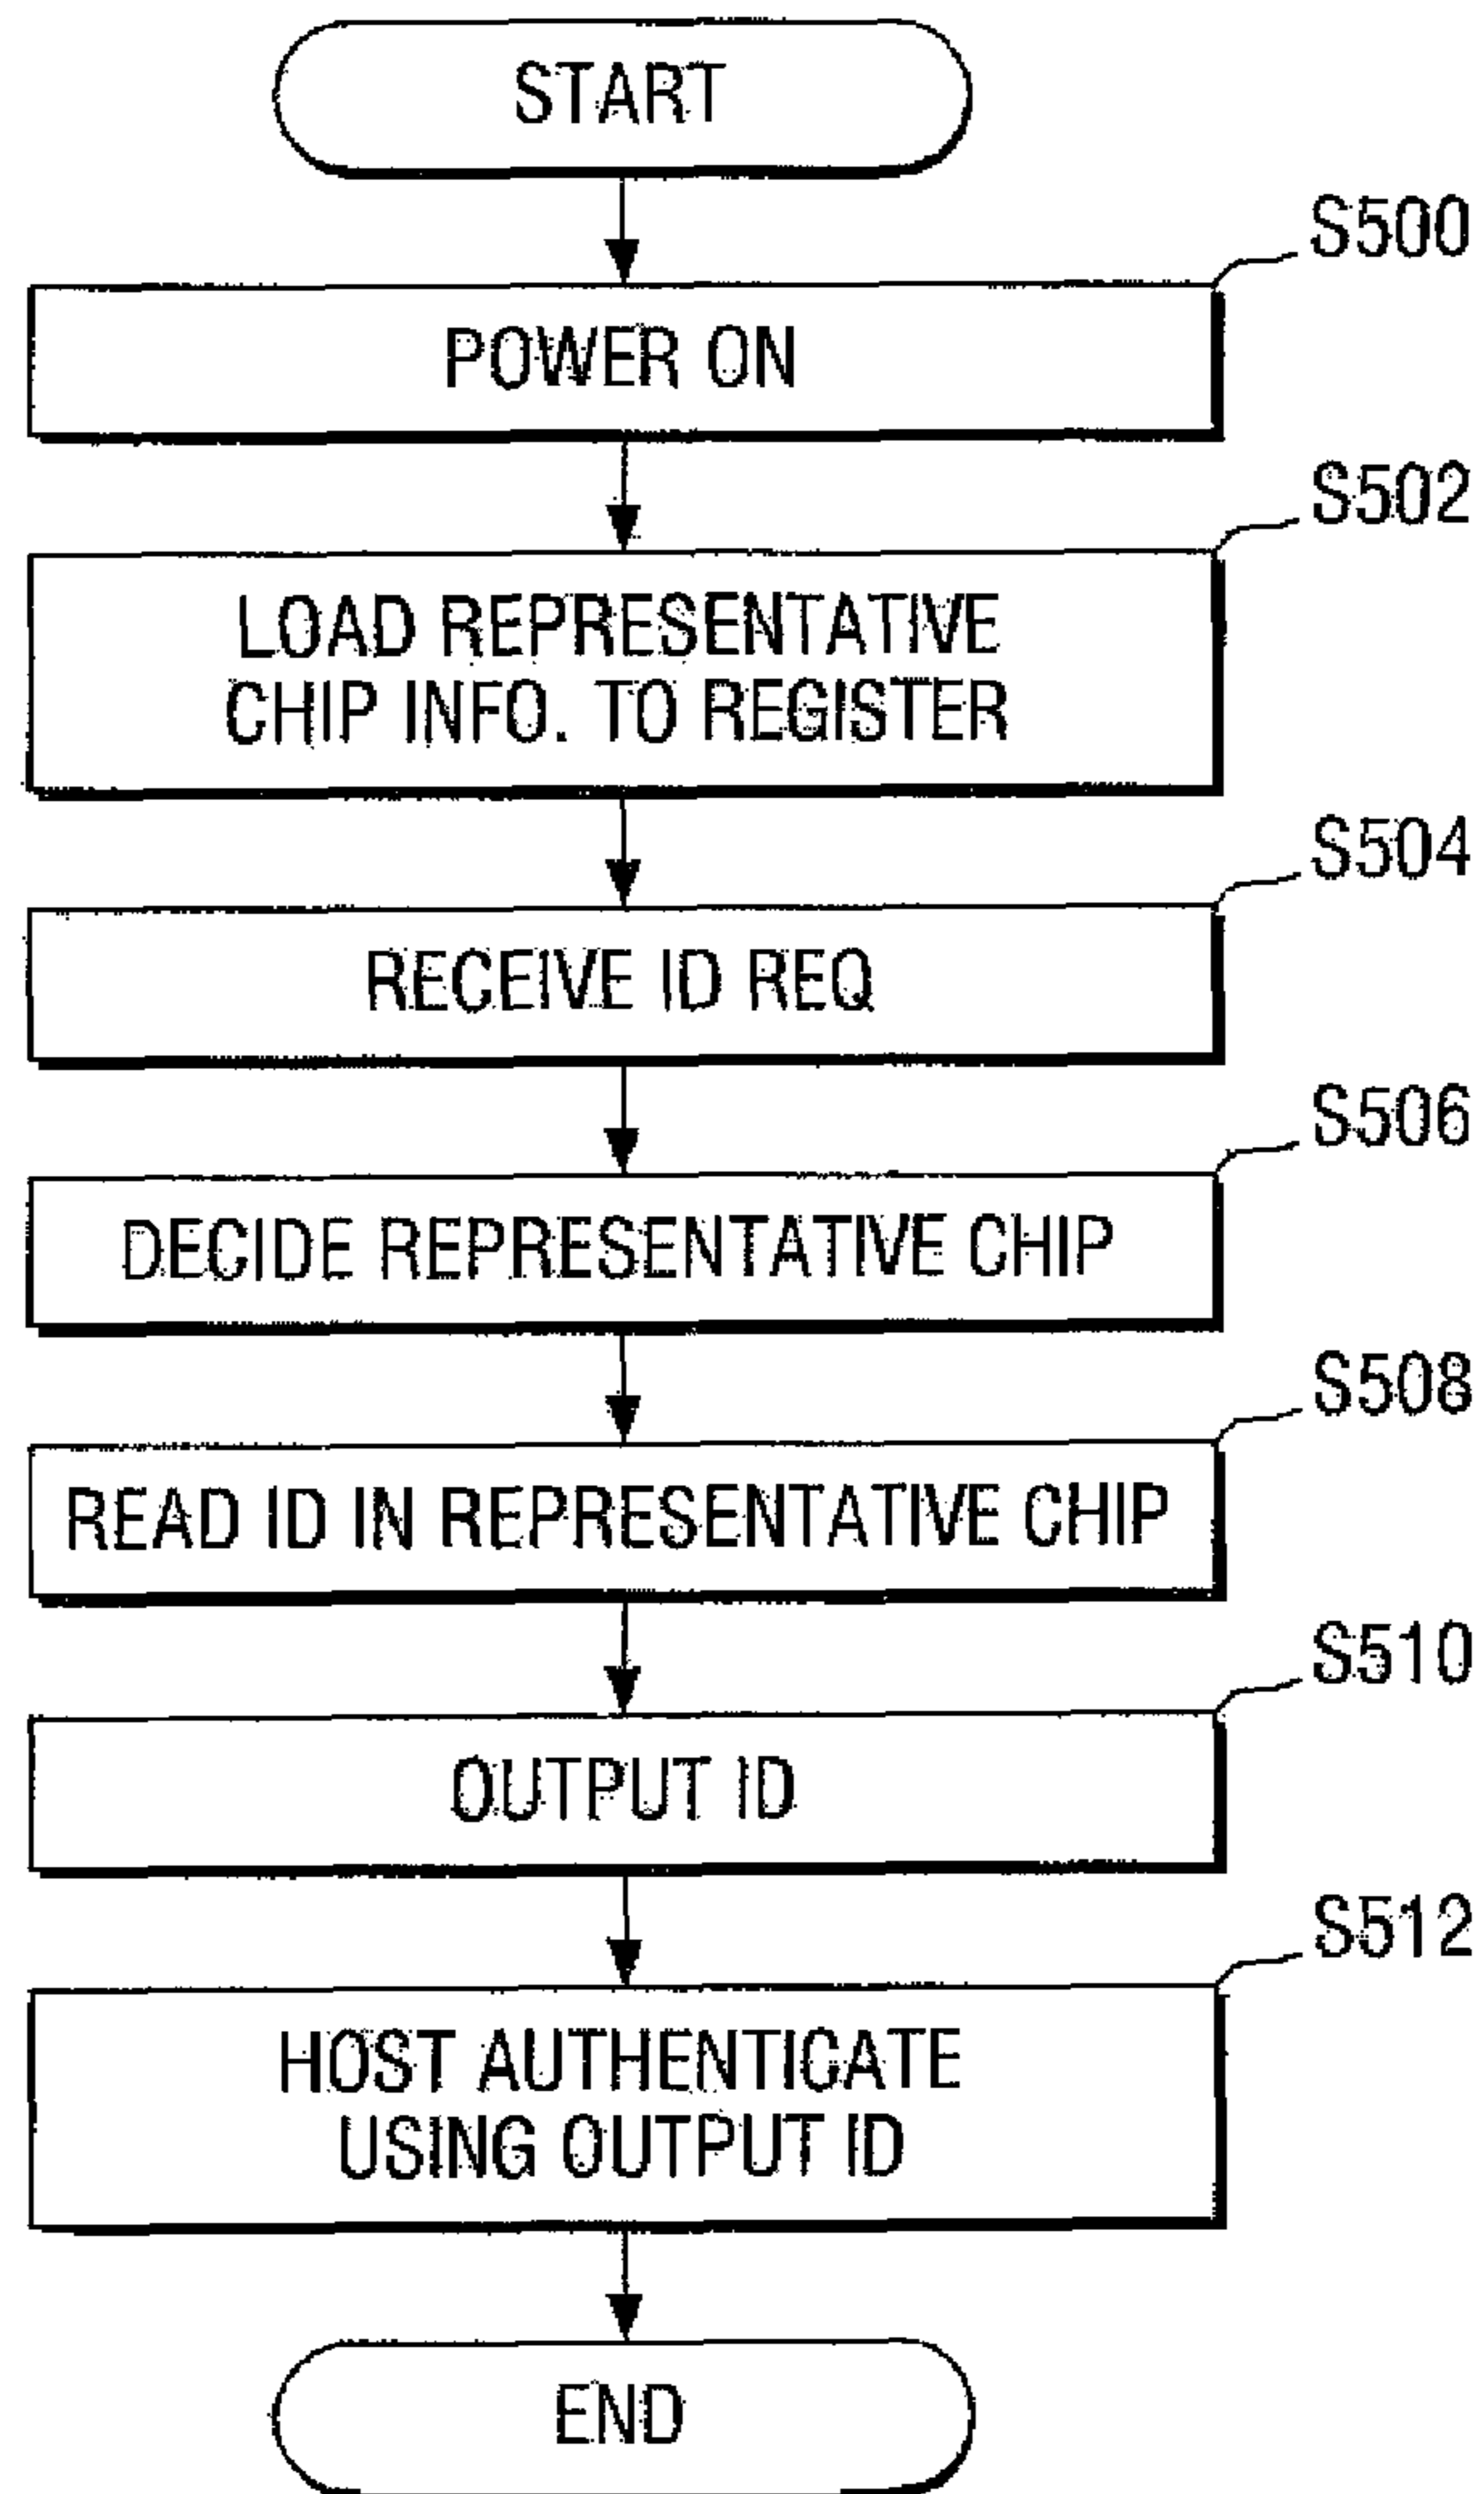 START
S500
POWER ON
S502
LOAD REPRESENTATIVE
CHIP INFO. TO REGISTER
S504
RECEIVE ID REQ
S506
DECIDE REPRESENTATIVE CHIP
S508
READ ID IN REPRESENTATIVE CHIP
S510
OUTPUT ID
S512
HOST AUTHENTICATE
USING OUTPUT ID
END